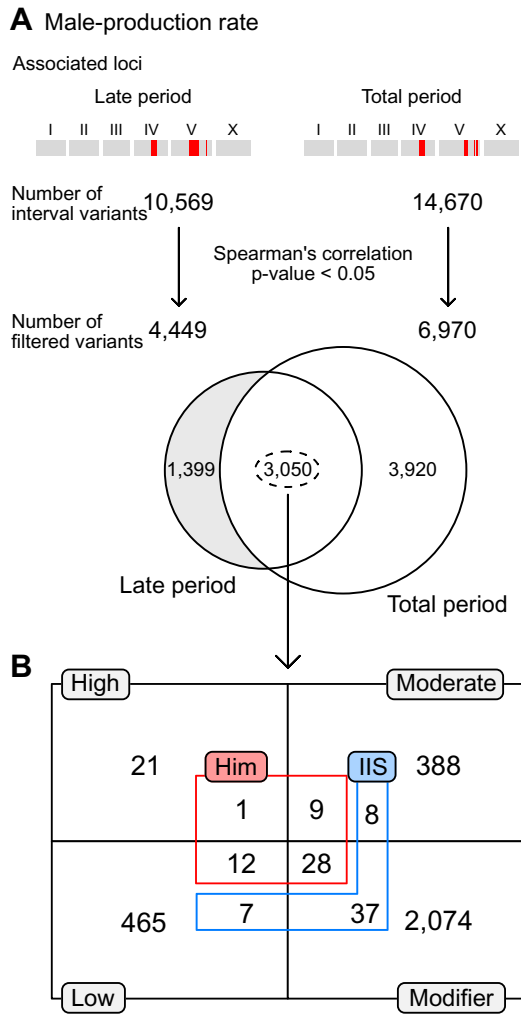 A Male-production rate
Associated loci
Late period Total period
I II III IV V X I II III IV V X
Number of
interval variants 10,569 14,670
Spearman's correlation
p-value < 0.05
Number of
filtered variants 4,449 6,970
1,399 3,050 3,920
Late period
Total period
B
High Moderate
21 Him IIS 388
1 9 8
12 28
465 7 37 2,074
Low Modifier